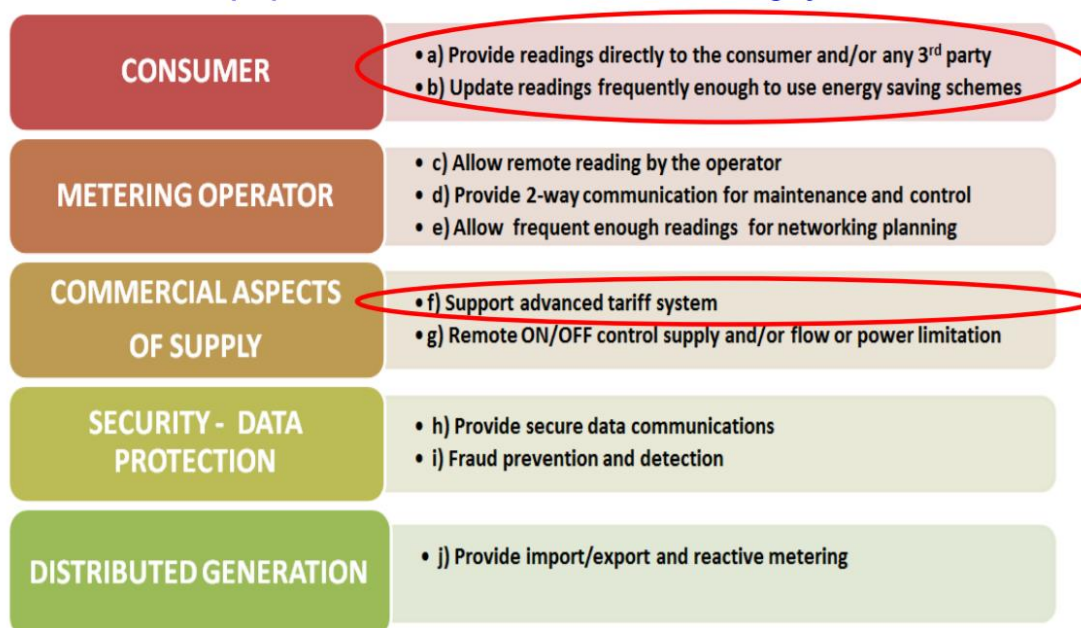 CONSUMER
• a) Provide readings directly to the consumer and/or any 3rd party
• b) Update readings frequently enough to use energy saving schemes
METERING OPERATOR
• c) Allow remote reading by the operator
• d) Provide 2-way communication for maintenance and control
• e) Allow frequent enough readings for networking planning
COMMERCIAL ASPECTS
OF SUPPLY
• f) Support advanced tariff system
• g) Remote ON/OFF control supply and/or flow or power limitation
SECURITY - DATA
PROTECTION
• h) Provide secure data communications
• i) Fraud prevention and detection
DISTRIBUTED GENERATION
• j) Provide import/export and reactive metering